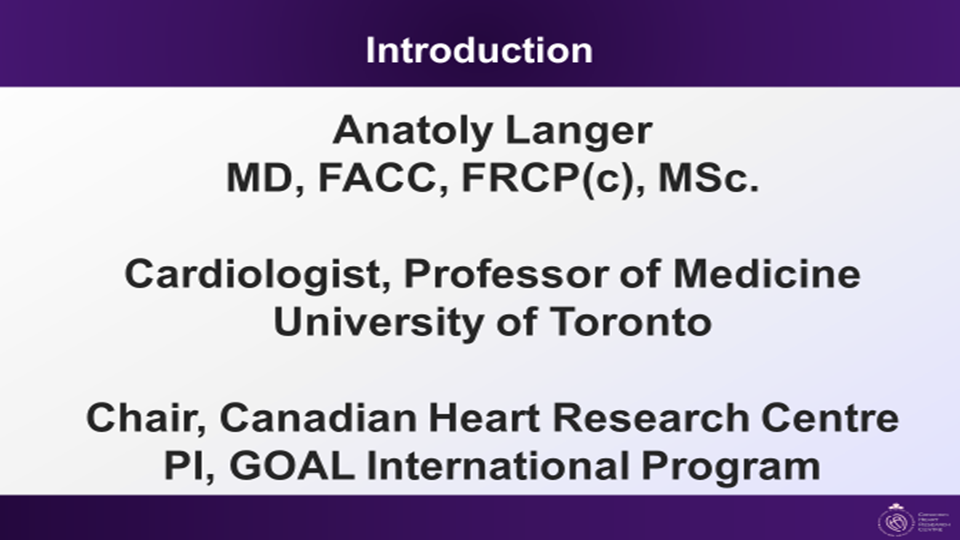 Introduction
Anatoly Langer
MD, FACC, FRCP(c), MSc.
Cardiologist, Professor of Medicine
University of Toronto
Chair, Canadian Heart Research Centre
PI, GOAL International Program
CANADIAN
HEART
RESEARCH
CENTRE